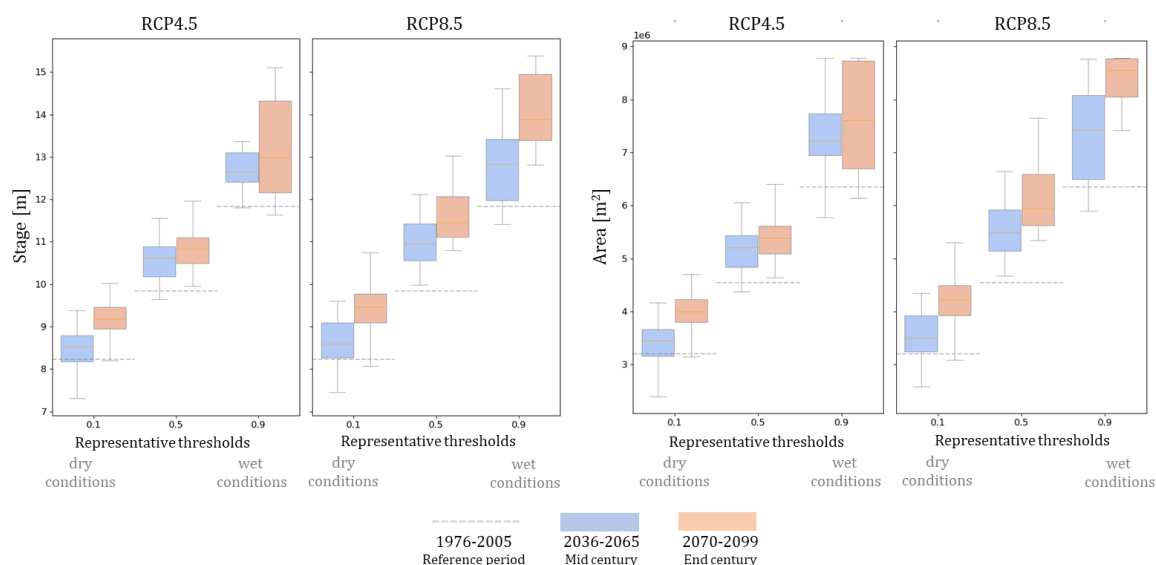 RCP4.5
RCP8.5
RCP4.5
RCP8.5
Stage [m]
15
14
13
12
11
10
9
8
7
0.1
0.5
0.9
0.1
0.5
0.9
Representative thresholds
Representative thresholds
dry
conditions
wet
conditions
dry
conditions
wet
conditions
1e6
Area [m²]
9
8
7
6
5
4
3
0.1
0.5
0.9
0.1
0.5
0.9
Representative thresholds
Representative thresholds
dry
conditions
wet
conditions
dry
conditions
wet
conditions
1976-2005
Reference period
2036-2065
Mid century
2070-2099
End century